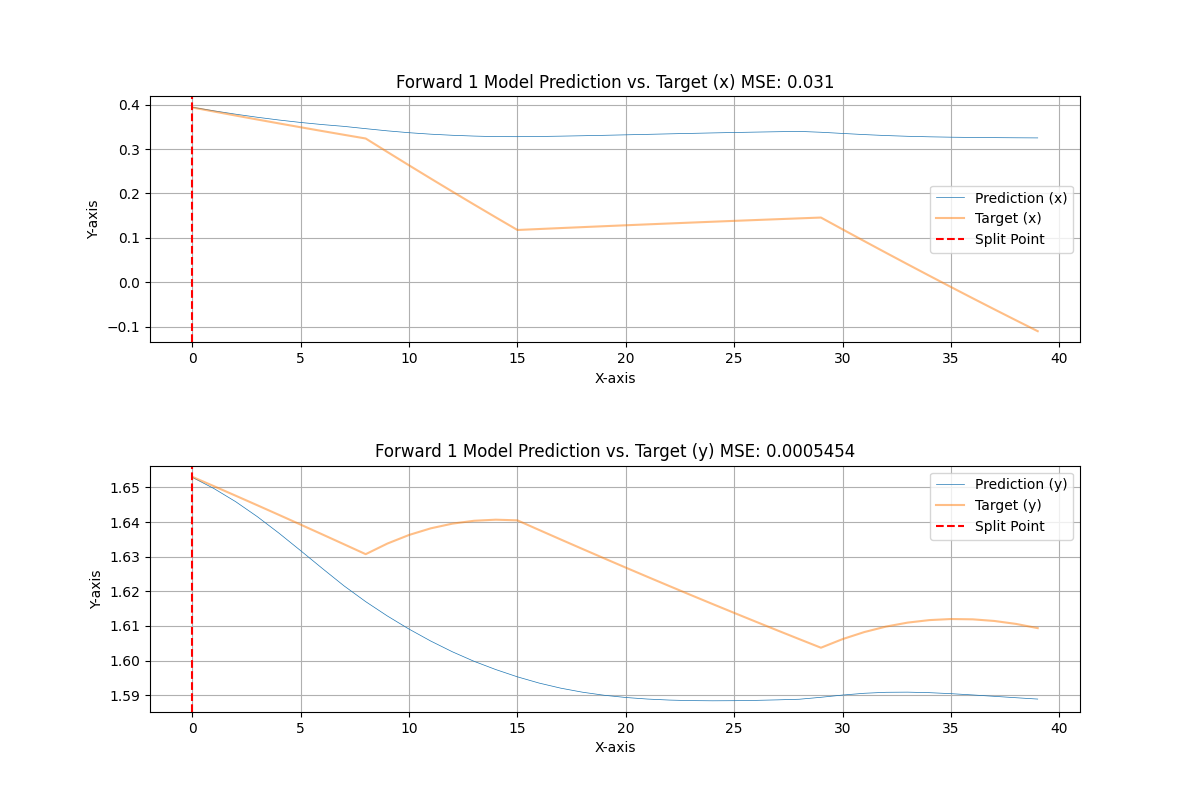 Forward 1 Model Prediction vs. Target (x) MSE: 0.031
0.4
0.3
0.2
0.1
0.0
−0.1
Y-axis
Prediction (x)
Target (x)
Split Point
0 5 10 15 20 25 30 35 40
X-axis
Forward 1 Model Prediction vs. Target (y) MSE: 0.0005454
1.65
1.64
1.63
1.62
1.61
1.60
1.59
Y-axis
Prediction (y)
Target (y)
Split Point
0 5 10 15 20 25 30 35 40
X-axis